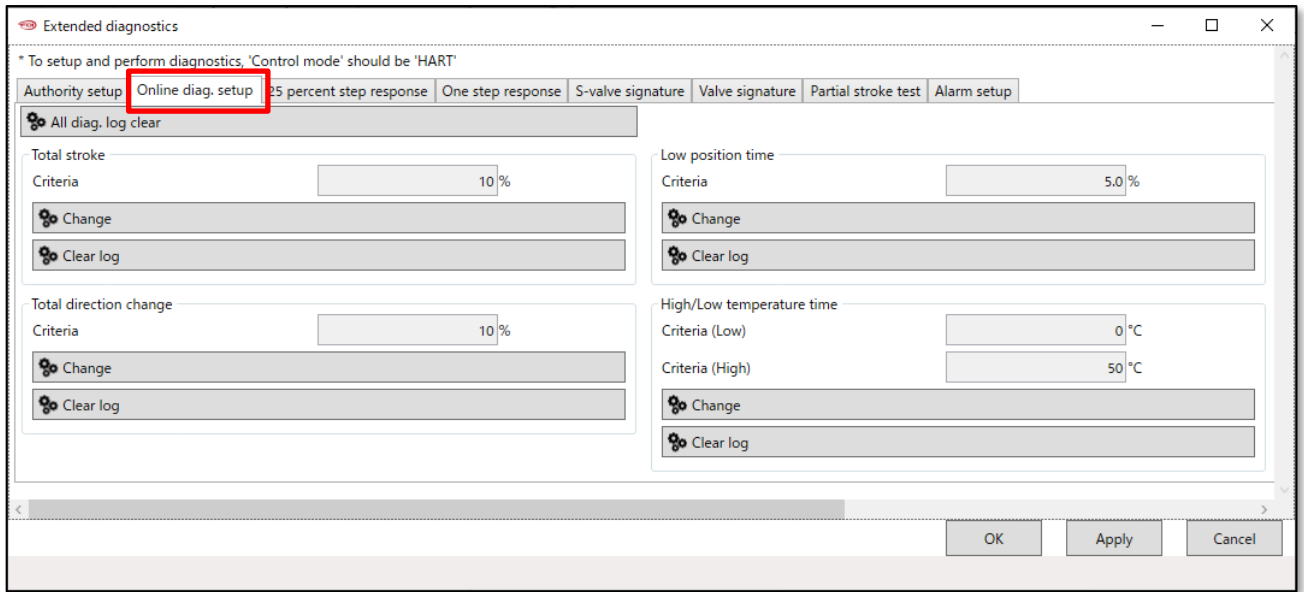 Extended diagnostics
* To setup and perform diagnostics, 'Control mode' should be 'HART'
Authority setup Online diag. setup 25 percent step response One step response S-valve signature Valve signature Partial stroke test Alarm setup
All diag. log clear
Total stroke
Criteria 10 %
Change
Clear log
Low position time
Criteria 5.0 %
Change
Clear log
Total direction change
Criteria 10 %
Change
Clear log
High/Low temperature time
Criteria (Low) 0 °C
Criteria (High) 50 °C
Change
Clear log
OK Apply Cancel